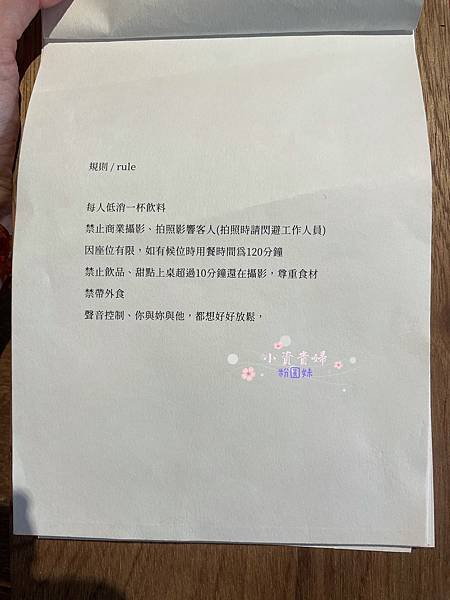 規則 / rule
每人低消一杯飲料
禁止商業攝影、拍照影響客人(拍照時請閃避工作人員)
因座位有限，如有候位時用餐時間為120分鐘
禁止飲品、甜點上桌超過10分鐘還在攝影，尊重食材
禁帶外食
聲音控制、你與妳與他，都想好好放鬆，
小資貴婦
粉圓妹